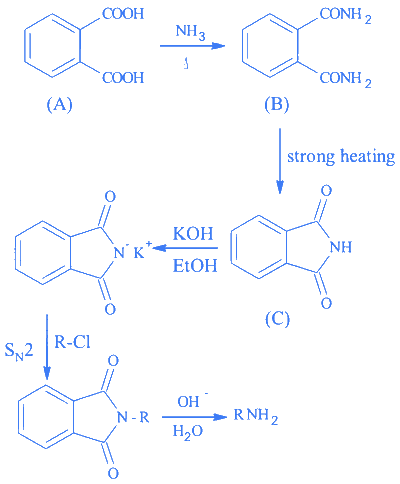 COOH
COOH
(A)
NH3
Δ
CONH2
CONH2
(B)
strong heating
O
NH
O
(C)
KOH
EtOH
O
N- K+
O
SN2
R-Cl
O
N - R
O
OH-
H2O
RNH2